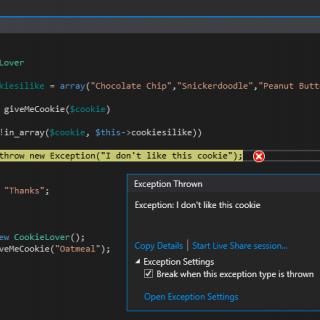 Lover
kiesilike = array("Chocolate Chip","Snickerdoodle","Peanut Butt
giveMeCookie($cookie)
!in_array($cookie, $this->cookiesilike))
throw new Exception("I don't like this cookie");
"Thanks";
ew CookieLover();
veMeCookie("Oatmeal");
Exception Thrown
Exception: I don't like this cookie
Copy Details | Start Live Share session...
Exception Settings
Break when this exception type is thrown
Open Exception Settings